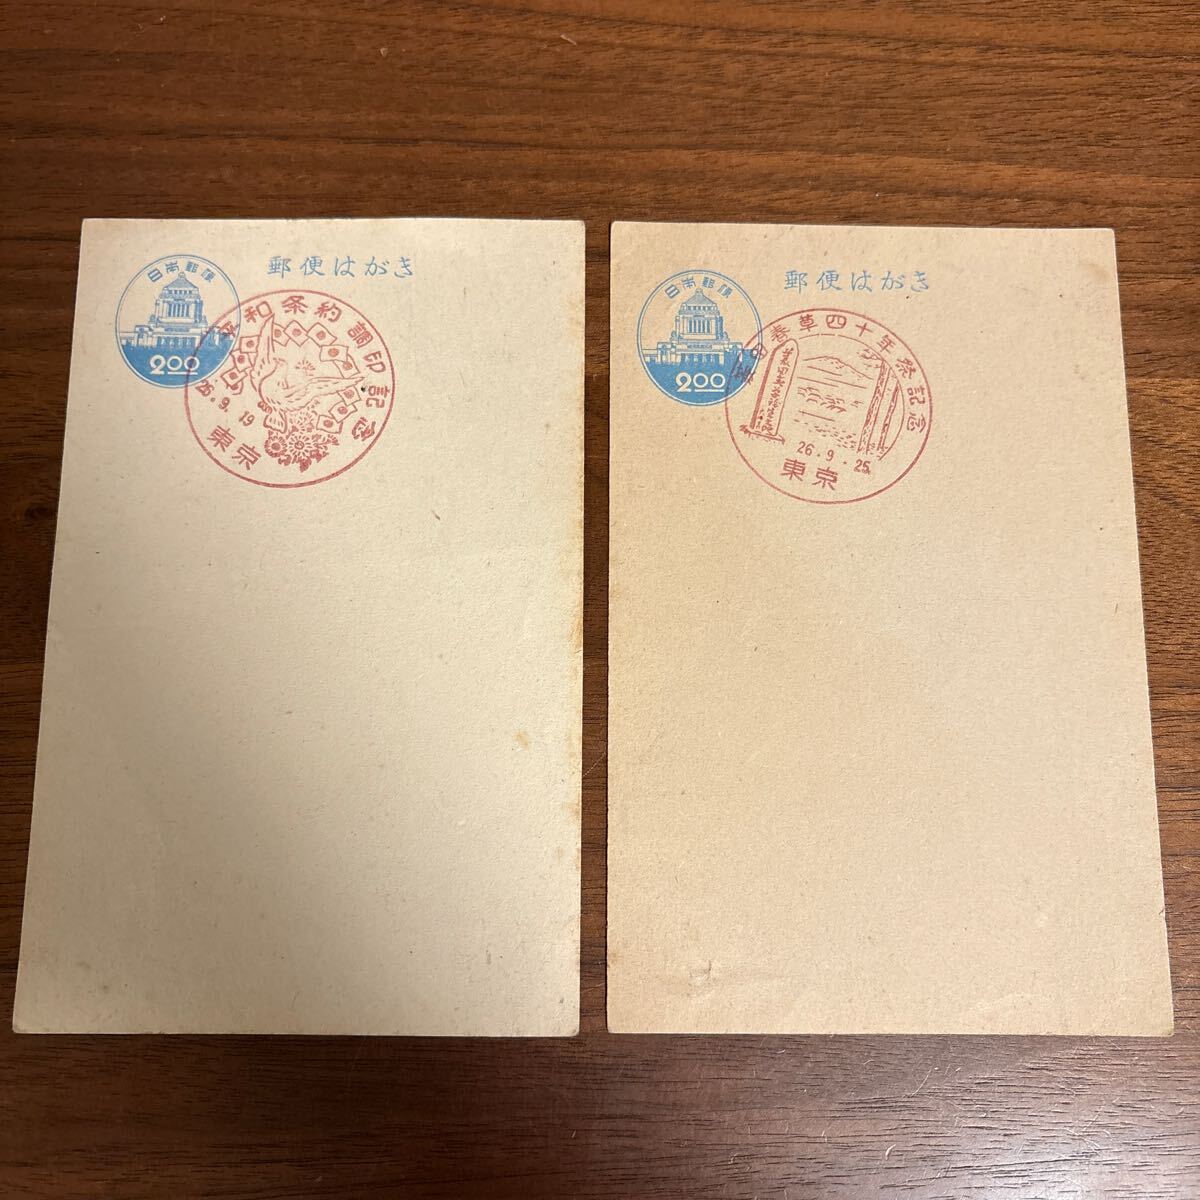 日本郵便
2.00
郵便はがき
平和条約調印記念
26.9.19
東京
日本郵便
2.00
郵便はがき
春草四十年祭記念
26.9.25
東京